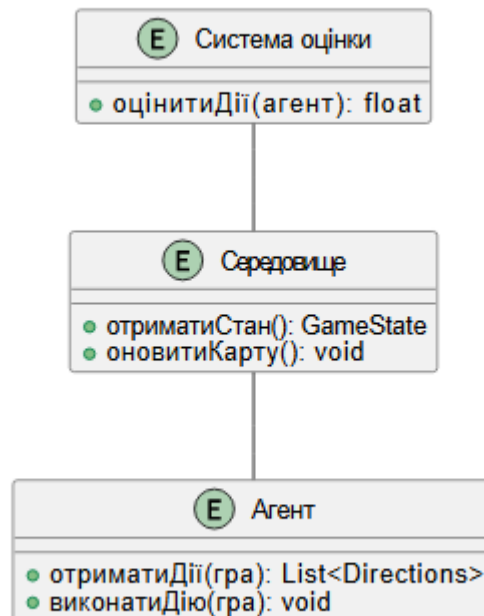 E Система оцінки
оцінитиДії(агент): float
E Середовище
отриматиСтан(): GameState
оновитиКарту(): void
E Агент
отриматиДії(гра): List<Directions>
виконатиДію(гра): void